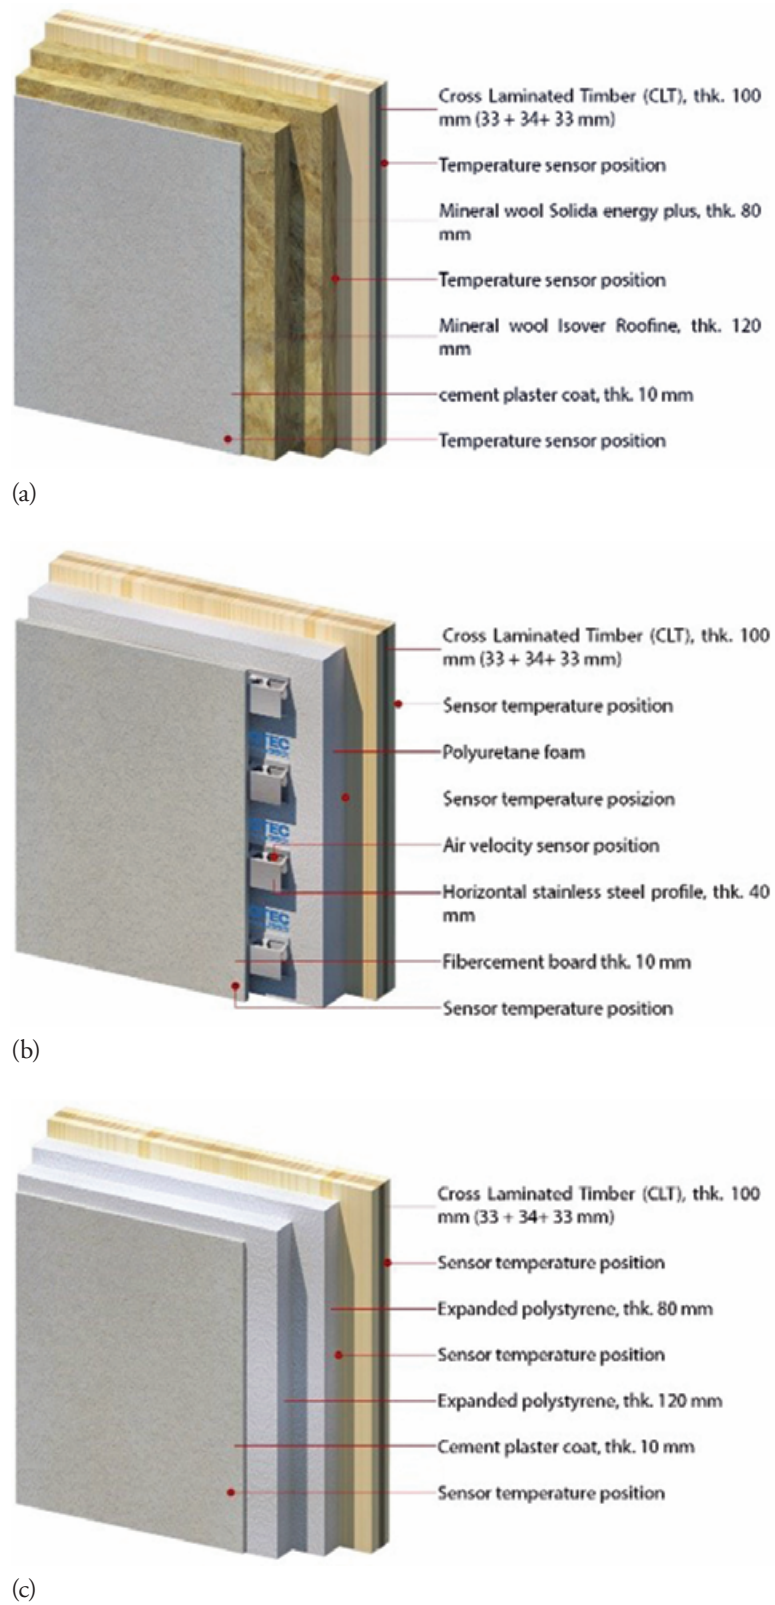 Cross Laminated Timber (CLT), thk. 100
mm (33 + 34+ 33 mm)
Temperature sensor position
Mineral wool Solida energy plus, thk. 80
mm
Temperature sensor position
Mineral wool Isover Roofine, thk. 120
mm
cement plaster coat, thk. 10 mm
Temperature sensor position
(a)
Cross Laminated Timber (CLT), thk. 100
mm (33 + 34+ 33 mm)
Sensor temperature position
Polyuretane foam
Sensor temperature posizion
Air velocity sensor position
Horizontal stainless steel profile, thk. 40
mm
Fibercement board thk. 10 mm
Sensor temperature position
TEC
TEC
TEC
(b)
Cross Laminated Timber (CLT), thk. 100
mm (33 + 34+ 33 mm)
Sensor temperature position
Expanded polystyrene, thk. 80 mm
Sensor temperature position
Expanded polystyrene, thk. 120 mm
Cement plaster coat, thk. 10 mm
Sensor temperature position
(c)